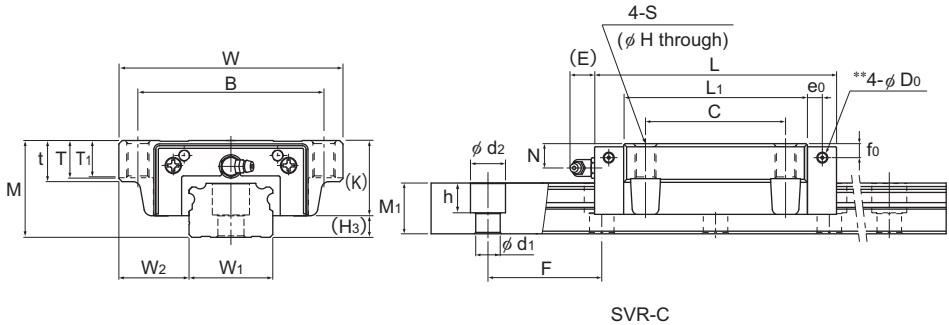 4-S
(φ H through)
(E)
L
L1
e0
**4-φ D0
C
W
B
t
T
T1
M
(K)
(H3)
W2
W1
N
f0
φ d2
M1
h
φ d1
F
SVR-C